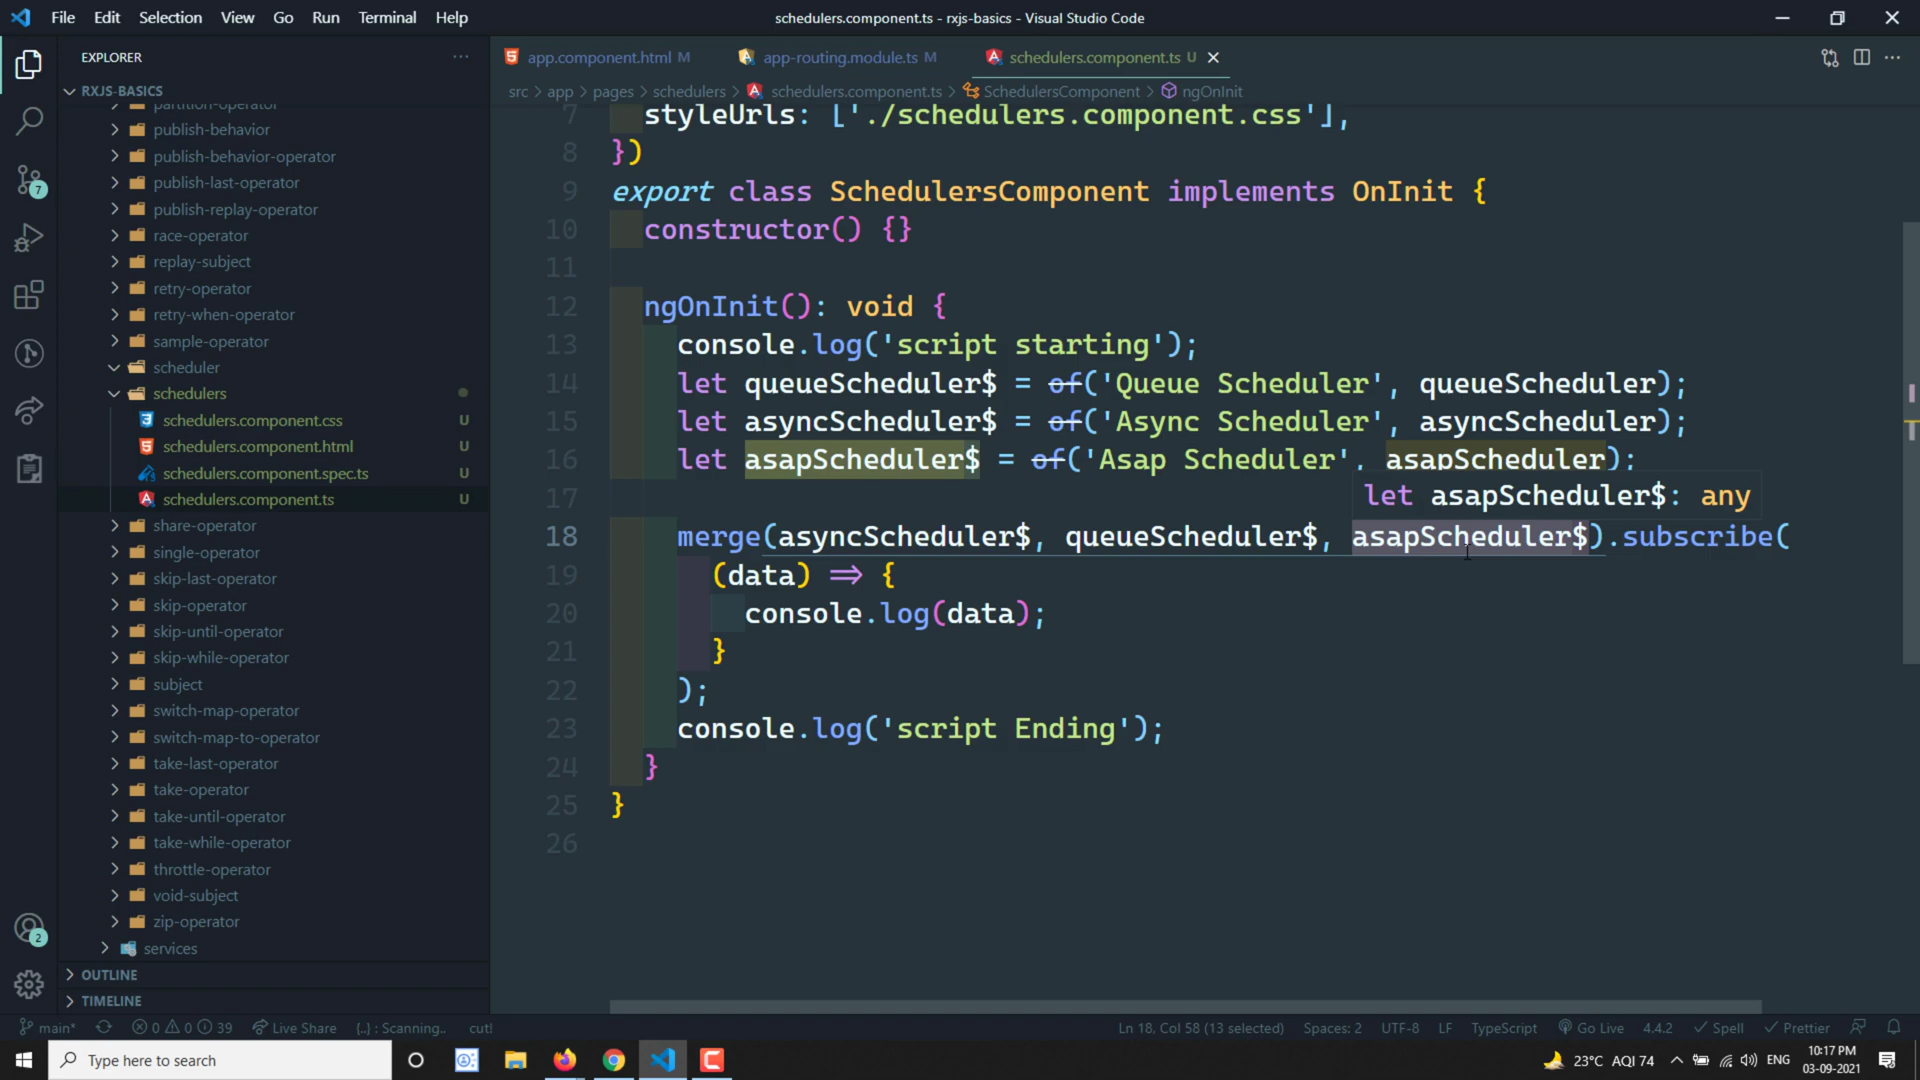 File Edit Selection View Go Run Terminal Help
schedulers.component.ts - rxjs-basics - Visual Studio Code
EXPLORER
RXJS-BASICS
partition-operator
publish-behavior
publish-behavior-operator
publish-last-operator
publish-replay-operator
race-operator
replay-subject
retry-operator
retry-when-operator
sample-operator
scheduler
schedulers
schedulers.component.css U
schedulers.component.html U
schedulers.component.spec.ts U
schedulers.component.ts U
share-operator
single-operator
skip-last-operator
skip-operator
skip-until-operator
skip-while-operator
subject
switch-map-operator
switch-map-to-operator
take-last-operator
take-operator
take-until-operator
take-while-operator
throttle-operator
void-subject
zip-operator
services
OUTLINE
TIMELINE
7
2
app.component.html M
app-routing.module.ts M
schedulers.component.ts U
src > app > pages > schedulers > schedulers.component.ts > SchedulersComponent > ngOnInit
7 styleUrls: ['./schedulers.component.css'],
8 })
9 export class SchedulersComponent implements OnInit {
10 constructor() {}
11
12 ngOnInit(): void {
13 console.log('script starting');
14 let queueScheduler$ = of('Queue Scheduler', queueScheduler);
15 let asyncScheduler$ = of('Async Scheduler', asyncScheduler);
16 let asapScheduler$ = of('Asap Scheduler', asapScheduler);
17
let asapScheduler$: any
18 merge(asyncScheduler$, queueScheduler$, asapScheduler$).subscribe(
19 (data) => {
20 console.log(data);
21 }
22 );
23 console.log('script Ending');
24 }
25 }
26
main* 0 0 39 Live Share {..} : Scanning.. cut!
Ln 18, Col 58 (13 selected) Spaces: 2 UTF-8 LF TypeScript Go Live 4.4.2 Spell Prettier
Type here to search
23°C AQI 74 ENG
10:17 PM
03-09-2021